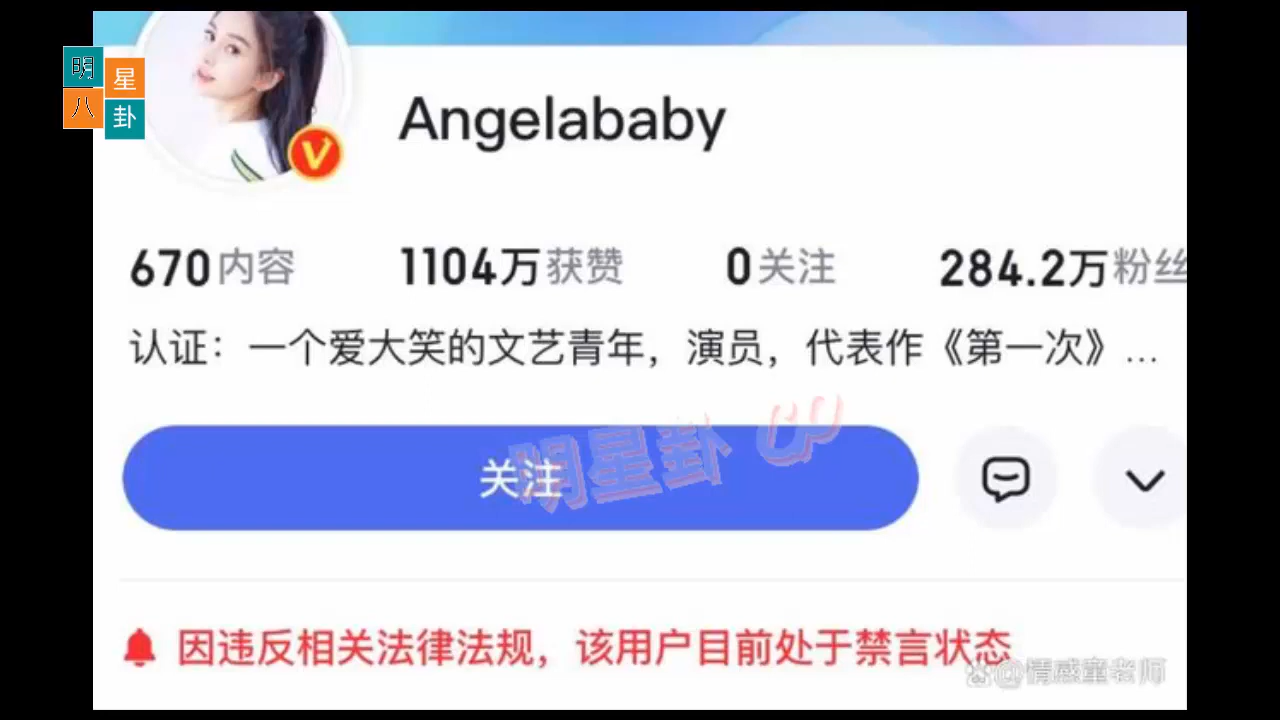 明星
八卦
Angelababy
670内容 1104万获赞 0关注 284.2万粉丝
认证：一个爱大笑的文艺青年，演员，代表作《第一次》...
关注
明星卦
因违反相关法律法规，该用户目前处于禁言状态
@情感童老师